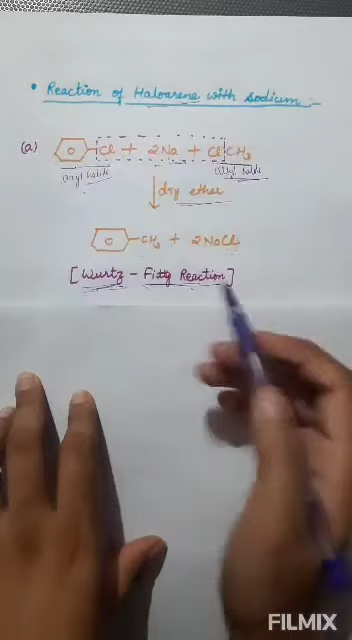 • Reaction of Haloarene with sodium :-
(a) Cl + 2Na + Cl CH3
aryl halide alkyl halide
dry ether
CH3 + 2NaCl
[Wurtz - Fittg Reaction]
FILMIX